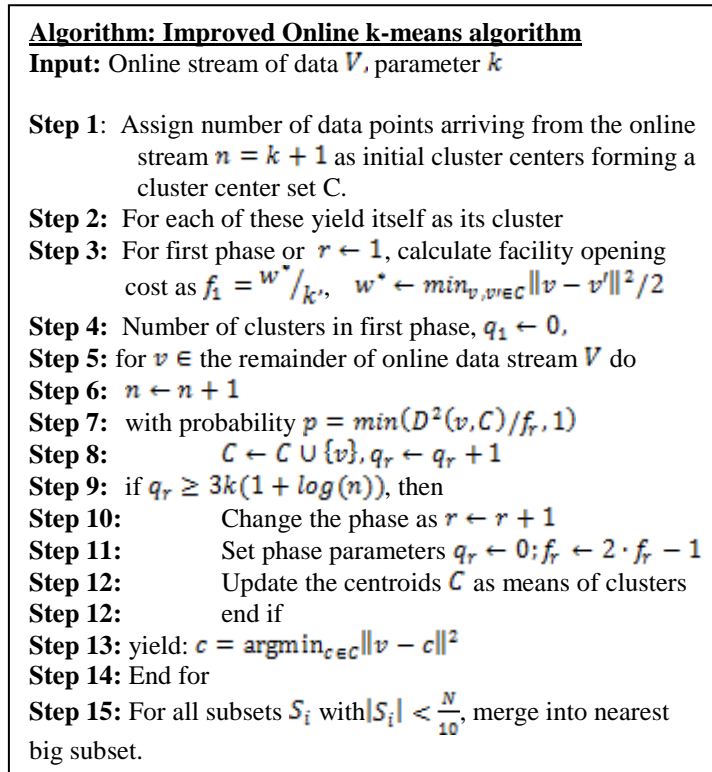 Algorithm: Improved Online k-means algorithm
Input: Online stream of data V, parameter k
Step 1: Assign number of data points arriving from the online
stream n = k + 1 as initial cluster centers forming a
cluster center set C.
Step 2: For each of these yield itself as its cluster
Step 3: For first phase or r ← 1, calculate facility opening
cost as f₁ = w*/k, w* ← min_{v,v'∈C}‖v − v'‖²/2
Step 4: Number of clusters in first phase, q₁ ← 0,
Step 5: for v ∈ the remainder of online data stream V do
Step 6: n ← n + 1
Step 7: with probability p = min(D²(v,C)/f_r, 1)
Step 8: C ← C ∪ {v}, q_r ← q_r + 1
Step 9: if q_r ≥ 3k(1 + log(n)), then
Step 10: Change the phase as r ← r + 1
Step 11: Set phase parameters q_r ← 0; f_r ← 2 · f_r − 1
Step 12: Update the centroids C as means of clusters
Step 12: end if
Step 13: yield: c = argmin_{c∈C}‖v − c‖²
Step 14: End for
Step 15: For all subsets S_i with|S_i| < N/10, merge into nearest
big subset.